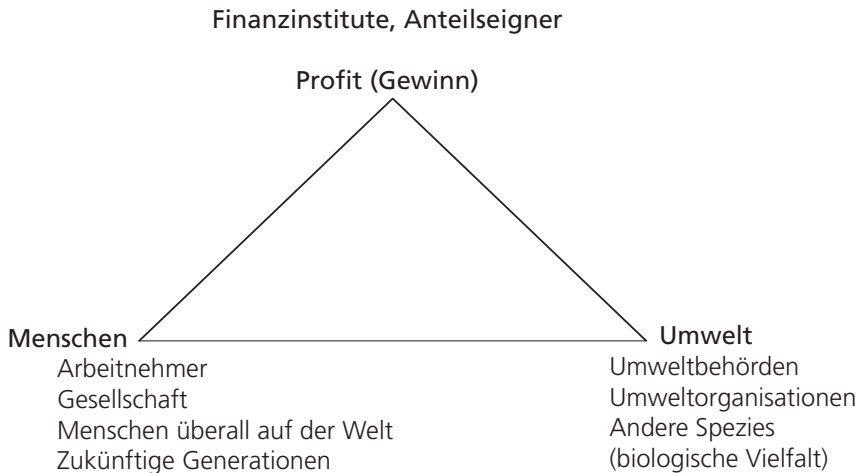 Finanzinstitute, Anteilseigner
Profit (Gewinn)
Menschen
Arbeitnehmer
Gesellschaft
Menschen überall auf der Welt
Zukünftige Generationen
Umwelt
Umweltbehörden
Umweltorganisationen
Andere Spezies
(biologische Vielfalt)